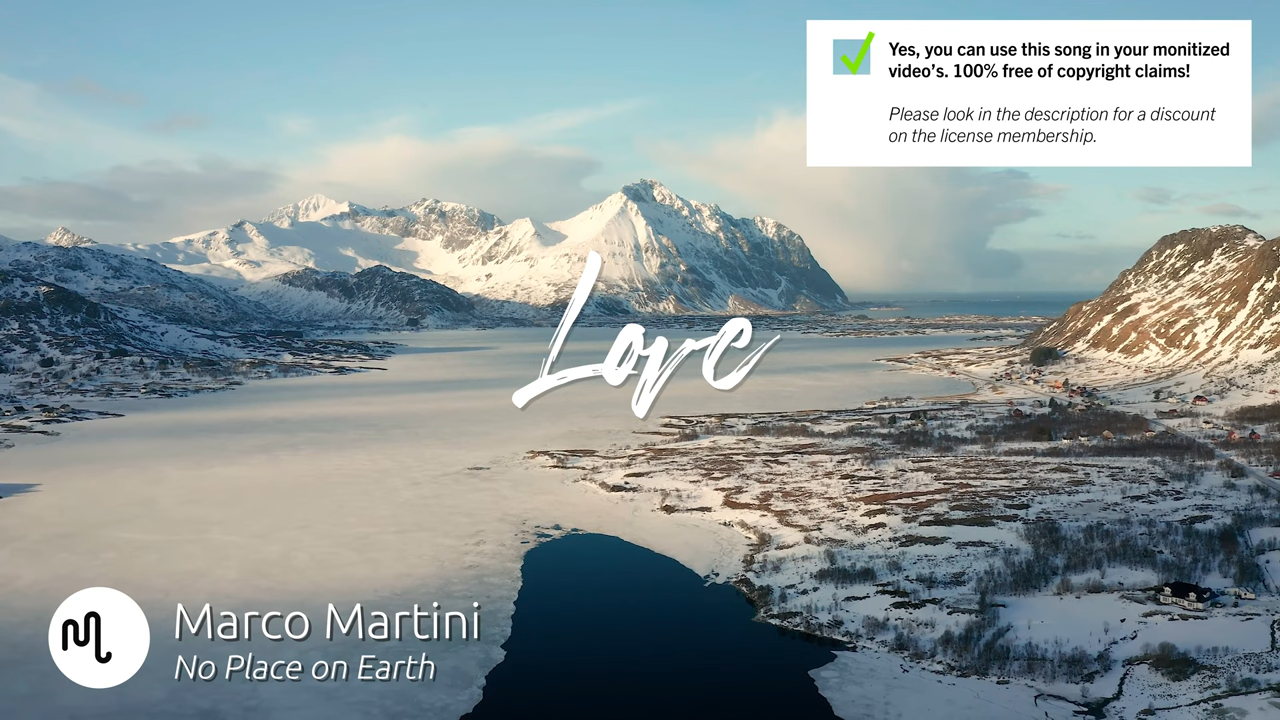 Yes, you can use this song in your monitized
video's. 100% free of copyright claims!
Please look in the description for a discount
on the license membership.
Love
Marco Martini
No Place on Earth